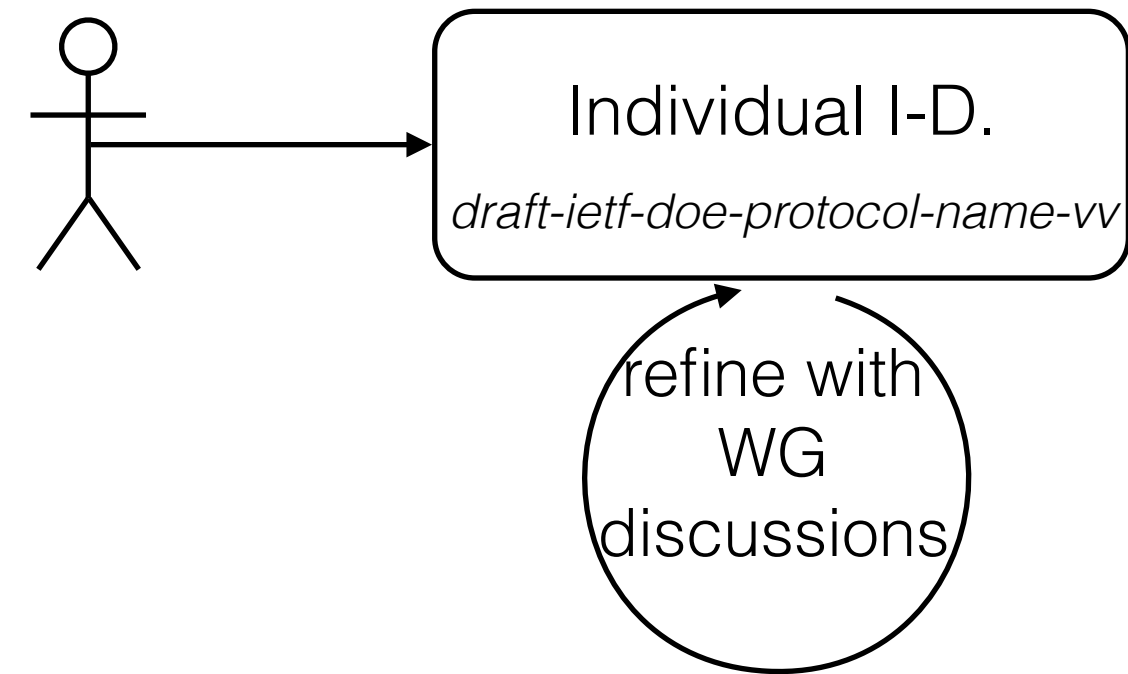 Individual I-D.
draft-ietf-doe-protocol-name-vv
refine with
WG
discussions